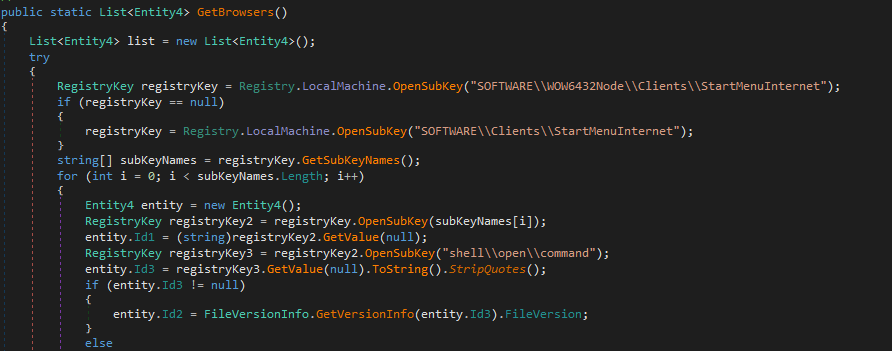 public static List<Entity4> GetBrowsers()
{
List<Entity4> list = new List<Entity4>();
try
{
RegistryKey registryKey = Registry.LocalMachine.OpenSubKey("SOFTWARE\\WOW6432Node\\Clients\\StartMenuInternet");
if (registryKey == null)
{
registryKey = Registry.LocalMachine.OpenSubKey("SOFTWARE\\Clients\\StartMenuInternet");
}
string[] subKeyNames = registryKey.GetSubKeyNames();
for (int i = 0; i < subKeyNames.Length; i++)
{
Entity4 entity = new Entity4();
RegistryKey registryKey2 = registryKey.OpenSubKey(subKeyNames[i]);
entity.Id1 = (string)registryKey2.GetValue(null);
RegistryKey registryKey3 = registryKey2.OpenSubKey("shell\\open\\command");
entity.Id3 = registryKey3.GetValue(null).ToString().StripQuotes();
if (entity.Id3 != null)
{
entity.Id2 = FileVersionInfo.GetVersionInfo(entity.Id3).FileVersion;
}
else